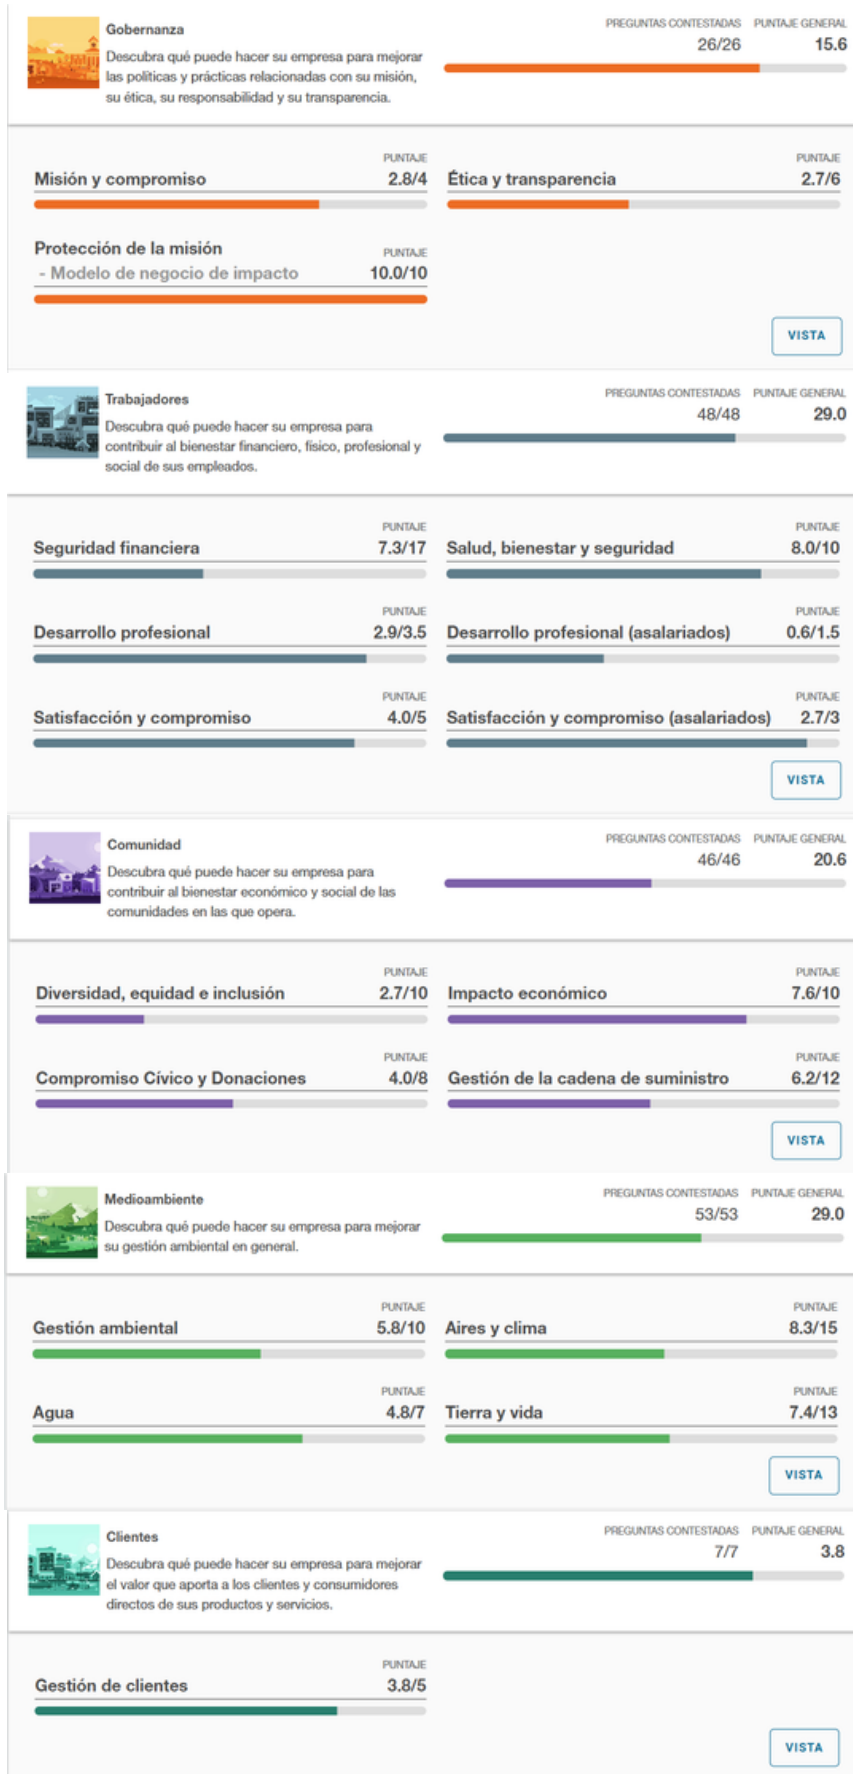 Gobernanza
PREGUNTAS CONTESTADAS PUNTAJE GENERAL
26/26 15.6
Descubra qué puede hacer su empresa para mejorar
las políticas y prácticas relacionadas con su misión,
su ética, su responsabilidad y su transparencia.
PUNTAJE
Misión y compromiso 2.8/4
PUNTAJE
Ética y transparencia 2.7/6
Protección de la misión
PUNTAJE
- Modelo de negocio de impacto 10.0/10
VISTA
Trabajadores
PREGUNTAS CONTESTADAS PUNTAJE GENERAL
48/48 29.0
Descubra qué puede hacer su empresa para
contribuir al bienestar financiero, físico, profesional y
social de sus empleados.
PUNTAJE
Seguridad financiera 7.3/17
PUNTAJE
Salud, bienestar y seguridad 8.0/10
PUNTAJE
Desarrollo profesional 2.9/3.5
PUNTAJE
Desarrollo profesional (asalariados) 0.6/1.5
PUNTAJE
Satisfacción y compromiso 4.0/5
PUNTAJE
Satisfacción y compromiso (asalariados) 2.7/3
VISTA
Comunidad
PREGUNTAS CONTESTADAS PUNTAJE GENERAL
46/46 20.6
Descubra qué puede hacer su empresa para
contribuir al bienestar económico y social de las
comunidades en las que opera.
PUNTAJE
Diversidad, equidad e inclusión 2.7/10
PUNTAJE
Impacto económico 7.6/10
PUNTAJE
Compromiso Cívico y Donaciones 4.0/8
PUNTAJE
Gestión de la cadena de suministro 6.2/12
VISTA
Medioambiente
PREGUNTAS CONTESTADAS PUNTAJE GENERAL
53/53 29.0
Descubra qué puede hacer su empresa para mejorar
su gestión ambiental en general.
PUNTAJE
Gestión ambiental 5.8/10
PUNTAJE
Aires y clima 8.3/15
PUNTAJE
Agua 4.8/7
PUNTAJE
Tierra y vida 7.4/13
VISTA
Clientes
PREGUNTAS CONTESTADAS PUNTAJE GENERAL
7/7 3.8
Descubra qué puede hacer su empresa para mejorar
el valor que aporta a los clientes y consumidores
directos de sus productos y servicios.
PUNTAJE
Gestión de clientes 3.8/5
VISTA